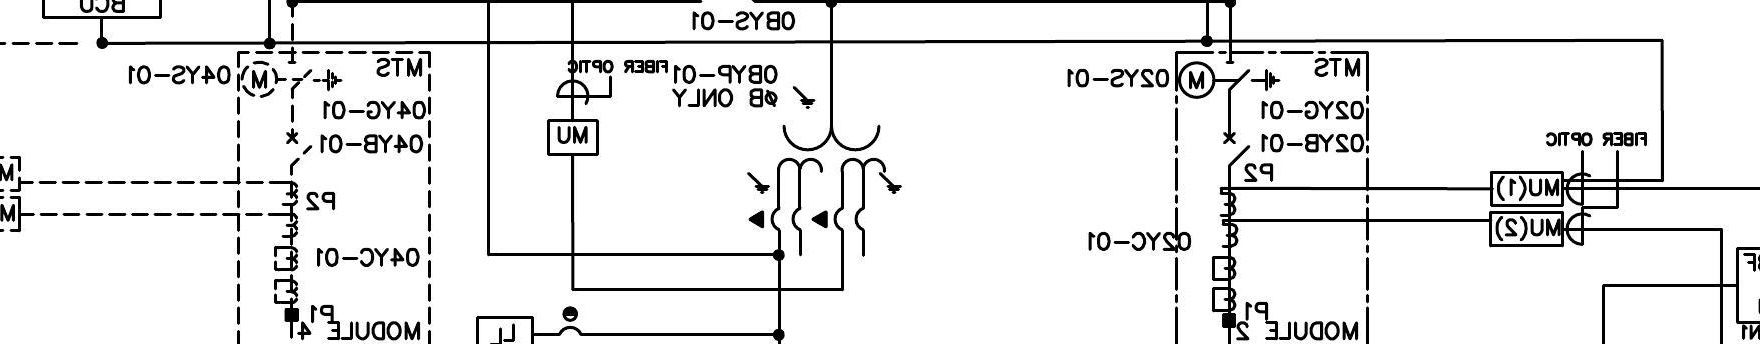 BCU
0BYS-01
MTS
04YS-01
M
04YG-01
04YB-01
P2
04YC-01
P1
MODULE 4
M
M
FIBER OPTIC
MU
0BYP-01
ØB ONLY
LL
MTS
02YS-01
M
02YG-01
02YB-01
P2
02YC-01
P1
MODULE 2
FIBER OPTIC
MU(1)
MU(2)